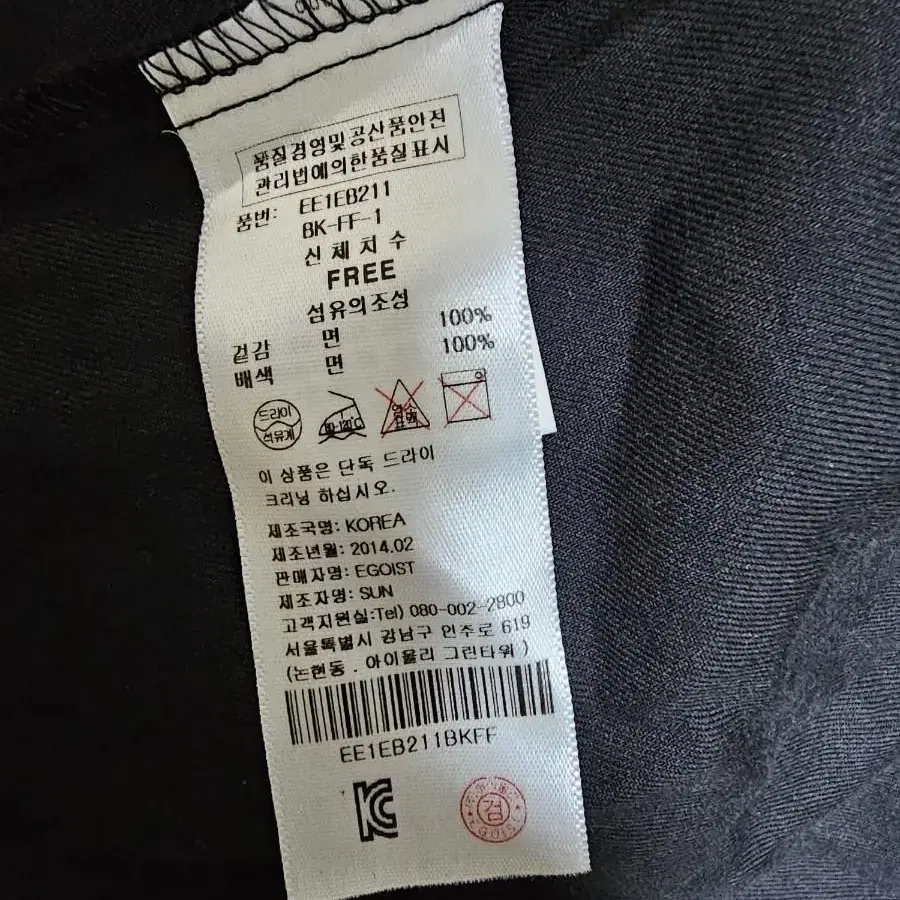 품질경영및공산품안전
관리법에의한품질표시
품번: EE1EB211
BK-FF-1
신체치수
FREE
섬유의조성
겉감 면 100%
배색 면 100%
드라이
석유계
염소
표백
이 상품은 단독 드라이
크리닝 하십시오.
제조국명: KOREA
제조년월: 2014.02
판매자명: EGOIST
제조자명: SUN
고객지원실:Tel) 080-002-2800
서울특별시 강남구 언주로 619
(논현동 . 아이올리 그린타워 )
EE1EB211BKFF
검